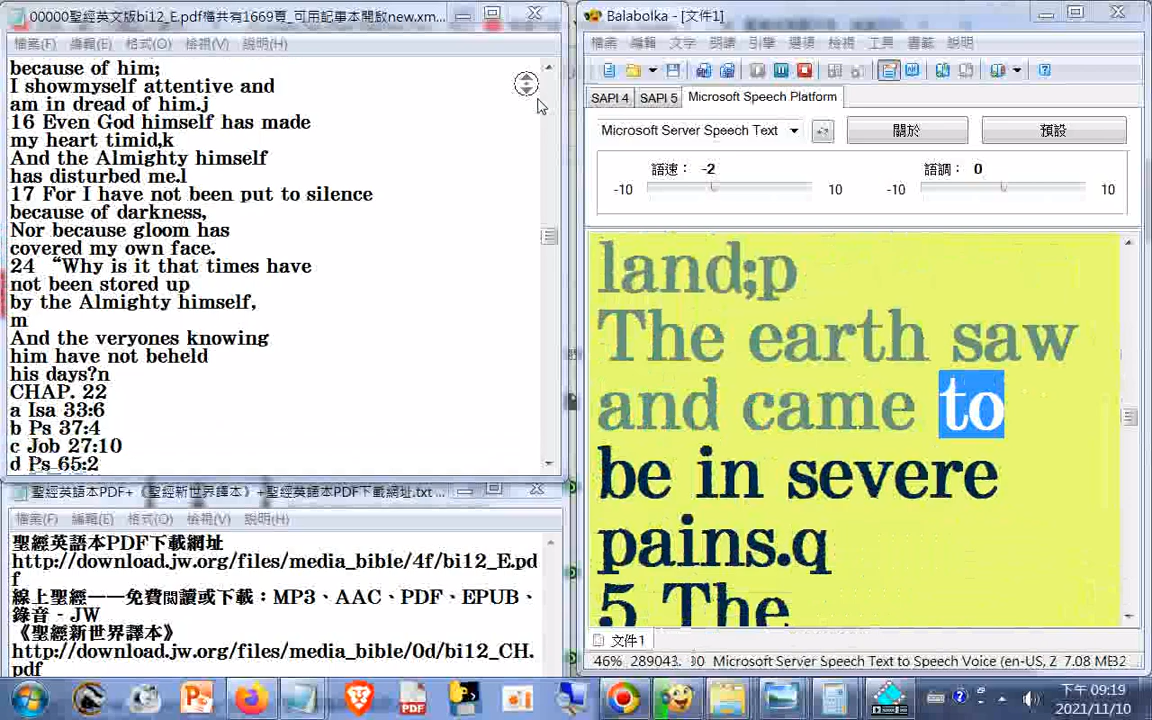 00000聖經英文版bi12_E.pdf檔共有1669頁_可用記事本開啟new.xm...
檔案(F) 編輯(E) 格式(O) 檢視(V) 說明(H)
because of him;
I showmyself attentive and
am in dread of him.j
16 Even God himself has made
my heart timid,k
And the Almighty himself
has disturbed me.l
17 For I have not been put to silence
because of darkness,
Nor because gloom has
covered my own face.
24 “Why is it that times have
not been stored up
by the Almighty himself,
m
And the veryones knowing
him have not beheld
his days?n
CHAP. 22
a Isa 33:6
b Ps 37:4
c Job 27:10
d Ps 65:2
聖經英語本PDF+《聖經新世界譯本》+聖經英語本PDF下載網址.txt ...
檔案(F) 編輯(E) 格式(O) 檢視(V) 說明(H)
聖經英語本PDF下載網址
http://download.jw.org/files/media_bible/4f/bi12_E.pd
f
線上聖經——免費閱讀或下載：MP3、AAC、PDF、EPUB、
錄音 - JW
《聖經新世界譯本》
http://download.jw.org/files/media_bible/0d/bi12_CH.
pdf
Balabolka - [文件1]
檔案 編輯 文字 朗讀 引擎 選項 檢視 工具 書籤 說明
SAPI 4 SAPI 5 Microsoft Speech Platform
Microsoft Server Speech Text 關於 預設
語速： -2 語調： 0
-10 10 -10 10
land;p
The earth saw
and came to
be in severe
pains.q
5 The
文件1
46% 289043. Microsoft Server Speech Text to Speech Voice (en-US, Z 7.08 MB
下午 09:19
2021/11/10